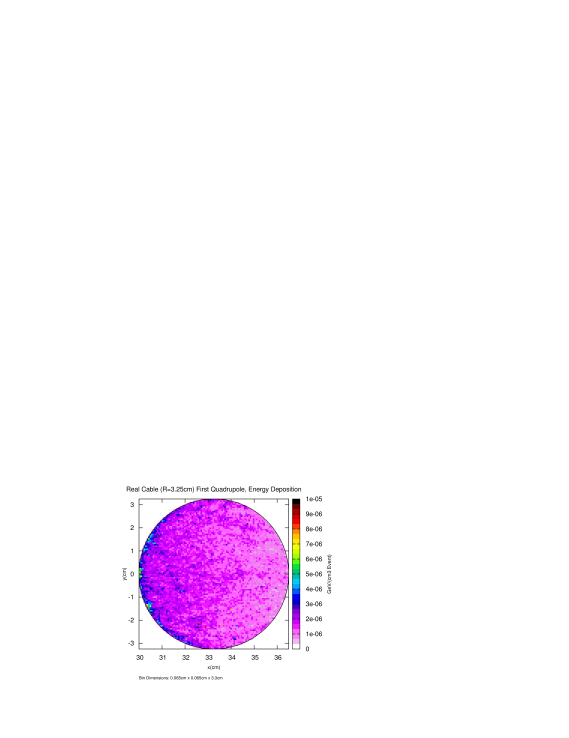 Real Cable (R=3.25cm) First Quadrupole, Energy Deposition
3
2
1
0
-1
-2
-3
y(cm)
30 31 32 33 34 35 36
x(cm)
1e-05
9e-06
8e-06
7e-06
6e-06
5e-06
4e-06
3e-06
2e-06
1e-06
0
GeV/(cm3 Event)
Bin Dimensions: 0.065cm x 0.065cm x 3.3cm